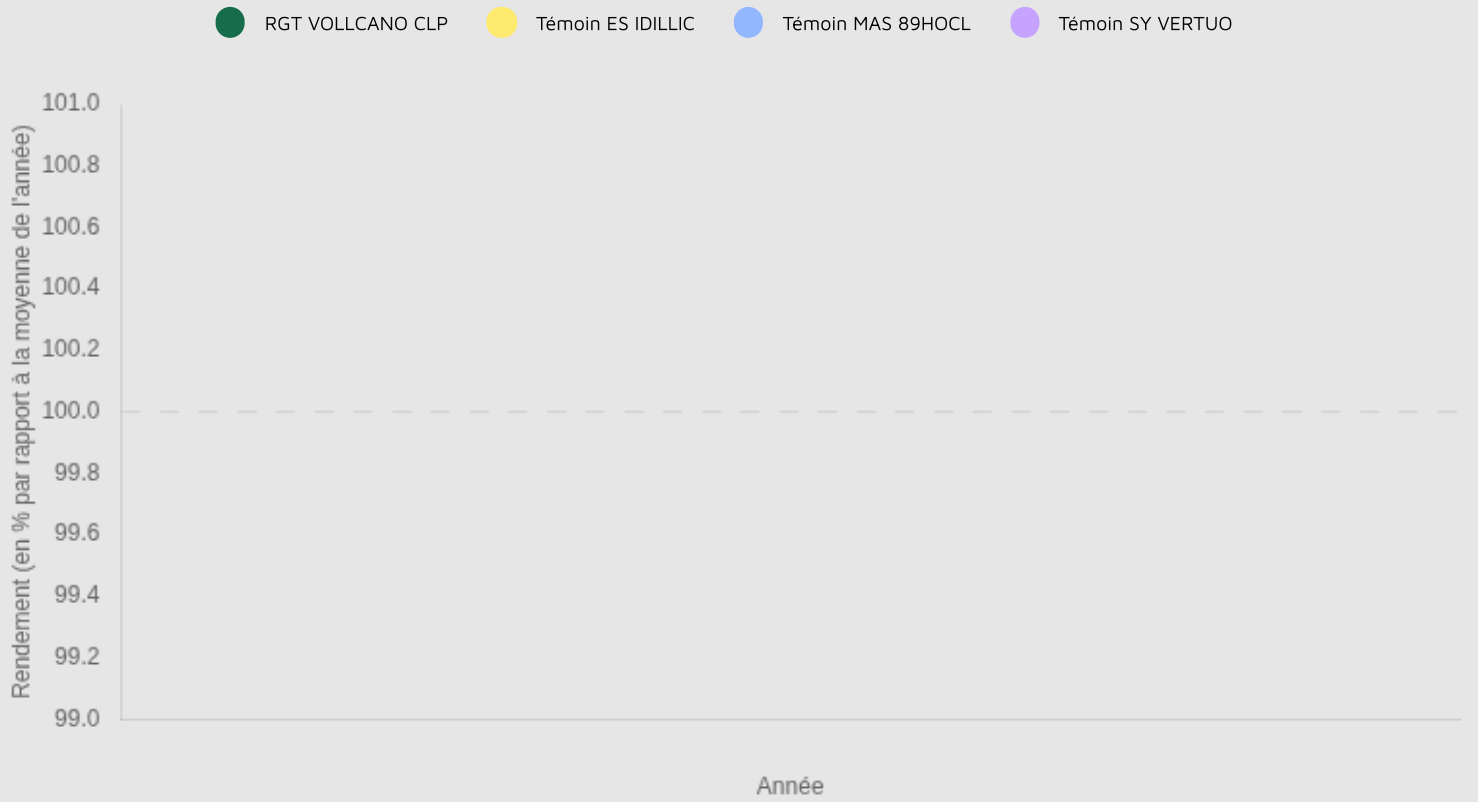 RGT VOLLCANO CLP
Témoin ES IDILLIC
Témoin MAS 89HOCL
Témoin SY VERTUO
Rendement (en % par rapport à la moyenne de l'année)
101.0
100.8
100.6
100.4
100.2
100.0
99.8
99.6
99.4
99.2
99.0
Année